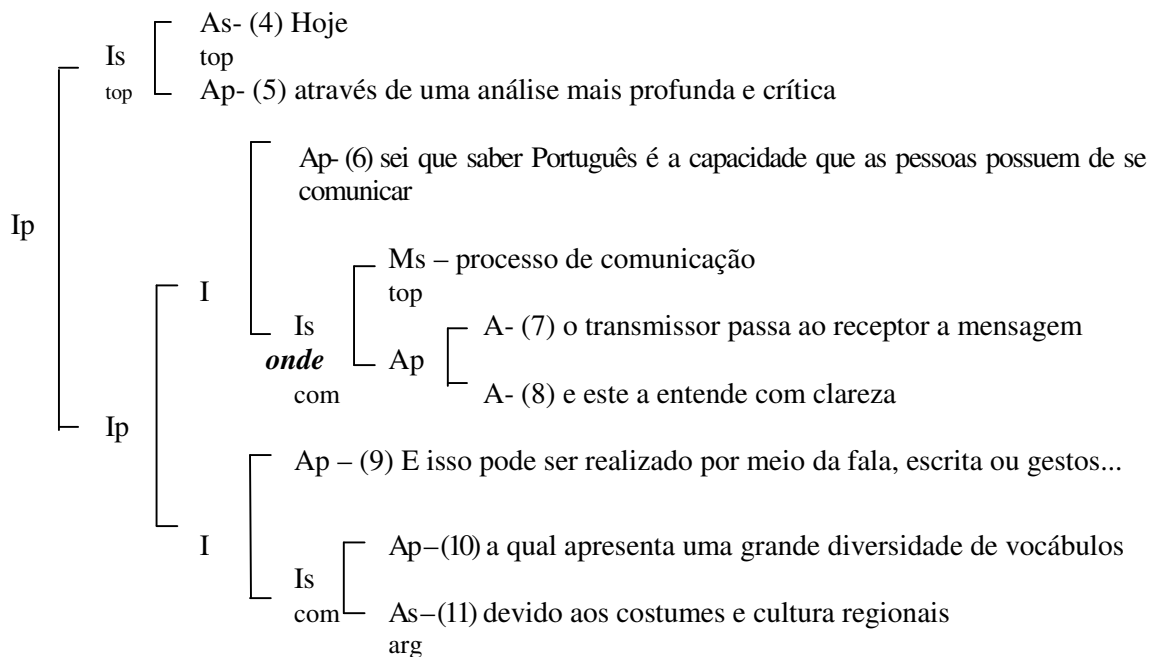 As- (4) Hoje
Is
top
top
Ap- (5) através de uma análise mais profunda e crítica
Ap- (6) sei que saber Português é a capacidade que as pessoas possuem de se
comunicar
Ip
Ms – processo de comunicação
top
I
Is
A- (7) o transmissor passa ao receptor a mensagem
onde
Ap
com
A- (8) e este a entende com clareza
Ip
Ap – (9) E isso pode ser realizado por meio da fala, escrita ou gestos...
I
Ap–(10) a qual apresenta uma grande diversidade de vocábulos
Is
com
As–(11) devido aos costumes e cultura regionais
arg